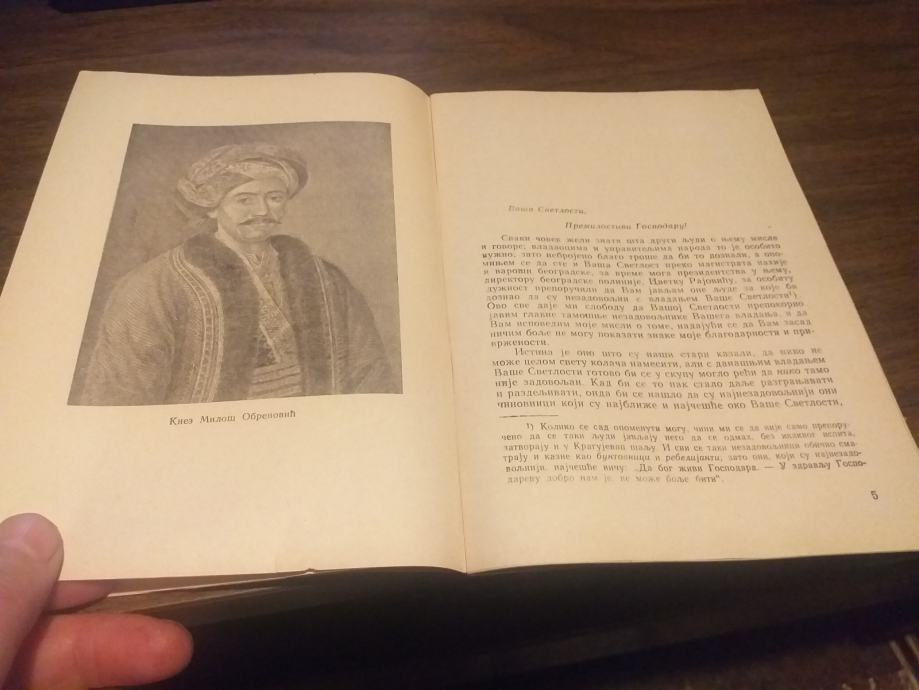 Кнез Милош Обреновић
Ваша Светлости,
Премилостиви Господару!
Сваки човек жели знати шта други људи о њему мисле
и говоре; владаоцима и управитељима народа то је особито
нужно; зато небројено благо троше да би то дознали, а опо-
мињем се да сте и Ваша Светлост преко магистрата нахије
и вароши београдске, за време мога президентства у њему,
директору београдске полиције, Цветку Рајовићу, за особиту
дужност препоручили да Вам јављам оне људе за које би
дознао да су незадовољни с владањем Ваше Светлости¹).
Ово све даје ми слободу да Вашој Светлости препокорно
јавим главне тамошње незадовољнике Вашега владања, и да
Вам исповедим моје мисли о томе, надајући се да Вам засад
ничим боље не могу показати знаке моје благодарности и при-
вржености.
Истина је оно што су наши стари казали, да нико не
може целом свету колача намесити, али с данашњим владањем
Ваше Светлости готово би се у скупу могло рећи да нико тамо
није задовољан. Кад би се то пак стало даље разграњавати
и раздељивати, онда би се нашло да су најнезадовољнији они
чиновници који су најближе и најчешће око Ваше Светлости,
¹) Колико се сад опоменути могу, чини ми се да није само препору-
чено да се таки људи јављају него да се одмах, без икаквог испита,
затворају и у Крагујевац шаљу. И сви се таки незадовољници обично сма-
трају и казне као бунтовници и ребелијанти, зато они, који су најнезадо-
вољнији, најчешће вичу: „Да бог живи Господара. — У здрављу Госпо-
дареву добро нам је, не може боље бити“.
5